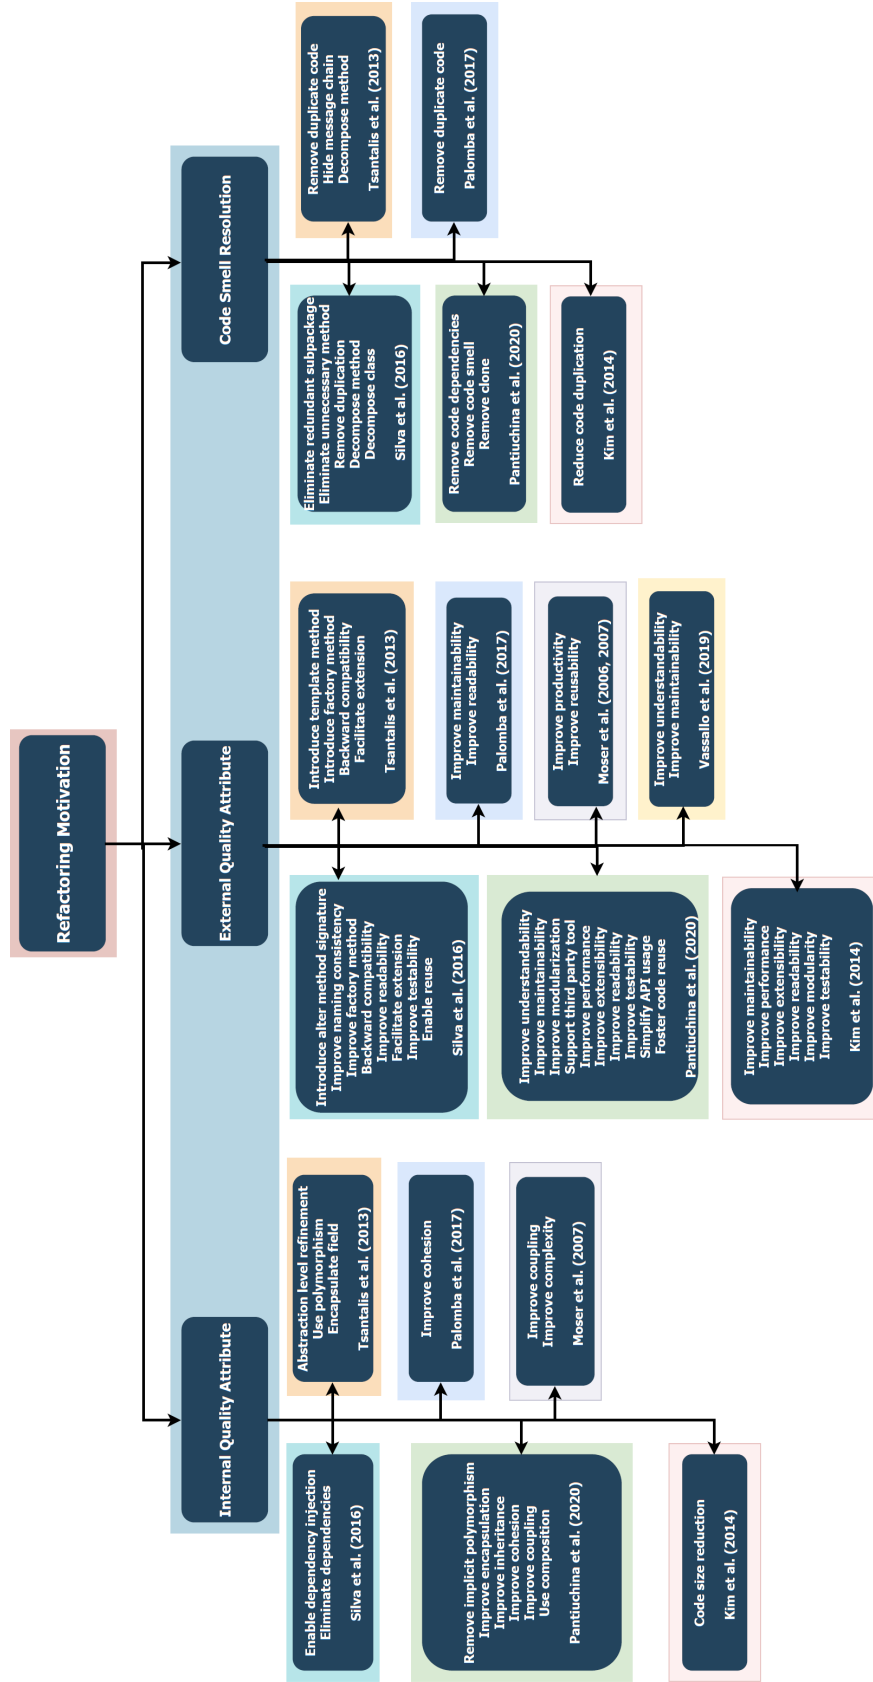 Refactoring Motivation
Internal Quality Attribute
External Quality Attribute
Code Smell Resolution
Enable dependency injection
Eliminate dependencies
Silva et al. (2016)
Abstraction level refinement
Use polymorphism
Encapsulate field
Tsantalis et al. (2013)
Remove implicit polymorphism
Improve encapsulation
Improve inheritance
Improve cohesion
Improve coupling
Use composition
Pantiuchina et al. (2020)
Improve cohesion
Palomba et al. (2017)
Improve coupling
Improve complexity
Moser et al. (2007)
Code size reduction
Kim et al. (2014)
Introduce alter method signature
Improve naming consistency
Improve factory method
Backward compatibility
Improve readability
Facilitate extension
Improve testability
Enable reuse
Silva et al. (2016)
Introduce template method
Introduce factory method
Backward compatibility
Facilitate extension
Tsantalis et al. (2013)
Improve understandability
Improve maintainability
Improve modularization
Support third party tool
Improve performance
Improve extensibility
Improve readability
Improve testability
Simplify API usage
Foster code reuse
Pantiuchina et al. (2020)
Improve maintainability
Improve readability
Palomba et al. (2017)
Improve productivity
Improve reusability
Moser et al. (2006, 2007)
Improve maintainability
Improve performance
Improve extensibility
Improve readability
Improve modularity
Improve testability
Kim et al. (2014)
Improve understandability
Improve maintainability
Vassallo et al. (2019)
Eliminate redundant subpackage
Eliminate unnecessary method
Remove duplication
Decompose method
Decompose class
Silva et al. (2016)
Remove duplicate code
Hide message chain
Decompose method
Tsantalis et al. (2013)
Remove code dependencies
Remove code smell
Remove clone
Pantiuchina et al. (2020)
Remove duplicate code
Palomba et al. (2017)
Reduce code duplication
Kim et al. (2014)